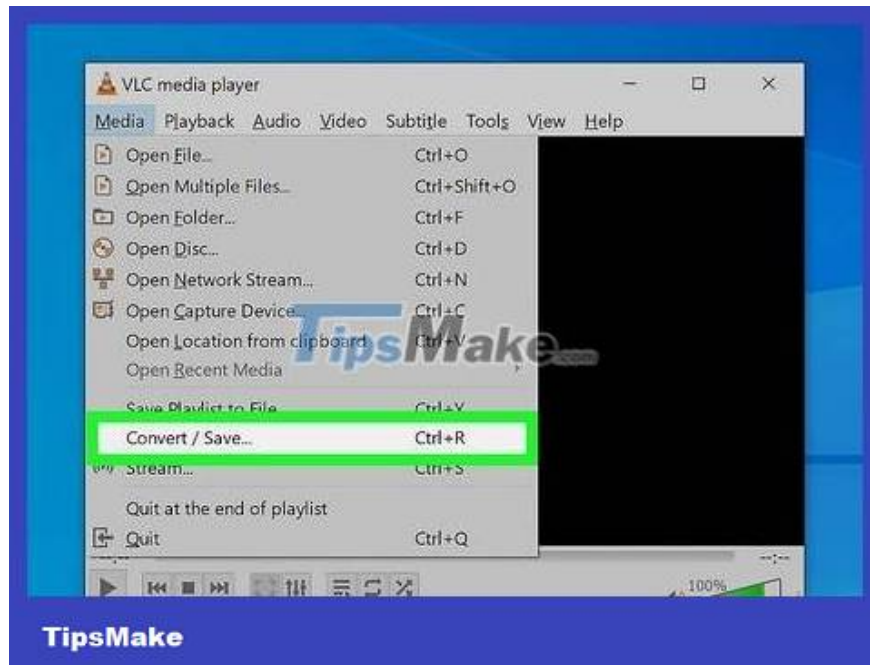 VLC media player
Media Playback Audio Video Subtitle Tools View Help
Open File... Ctrl+O
Open Multiple Files... Ctrl+Shift+O
Open Folder... Ctrl+F
Open Disc... Ctrl+D
Open Network Stream... Ctrl+N
Open Capture Device... Ctrl+C
Open Location from clipboard Ctrl+V
Open Recent Media
TipsMake.com
Save Playlist to File... Ctrl+Y
Convert / Save... Ctrl+R
Stream... Ctrl+S
Quit at the end of playlist
Quit Ctrl+Q
--:-- --:--
100%
TipsMake